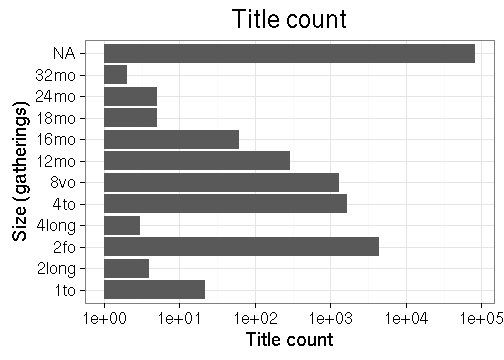 Title count
Size (gatherings)
NA
32mo
24mo
18mo
16mo
12mo
8vo
4to
4long
2fo
2long
1to
1e+00 1e+01 1e+02 1e+03 1e+04 1e+05
Title count